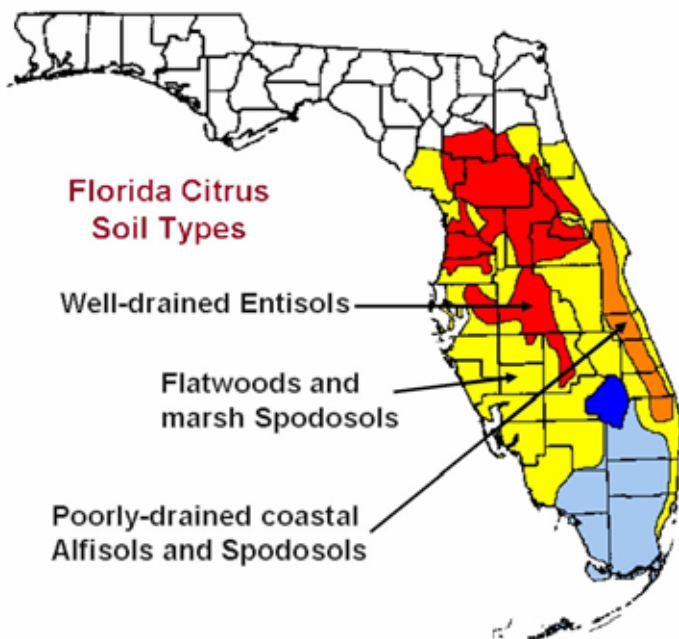 Florida Citrus
Soil Types
Well-drained Entisols
Flatwoods and
marsh Spodosols
Poorly-drained coastal
Alfisols and Spodosols